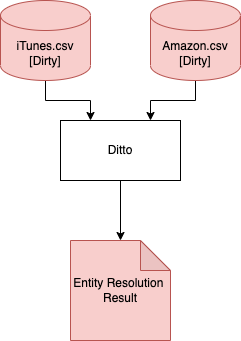 iTunes.csv
[Dirty]
Amazon.csv
[Dirty]
Ditto
Entity Resolution
Result